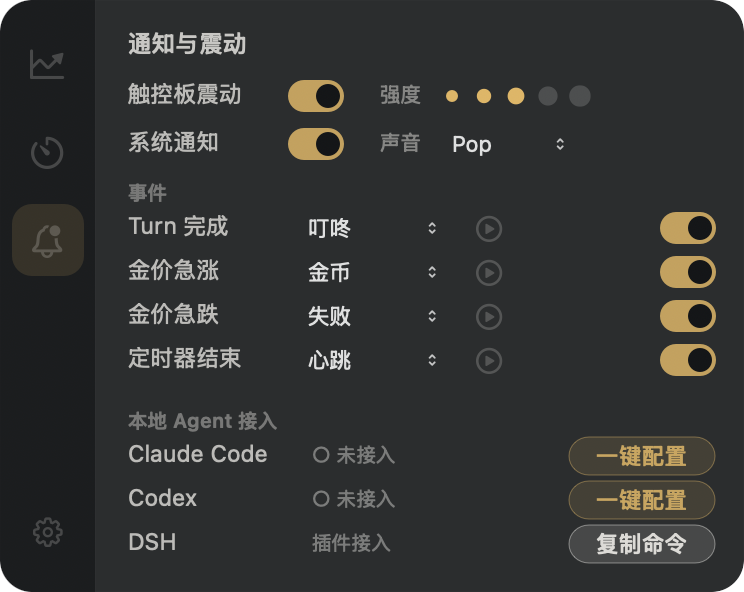 通知与震动
触控板震动 强度
系统通知 声音 Pop
事件
Turn 完成 叮咚
金价急涨 金币
金价急跌 失败
定时器结束 心跳
本地 Agent 接入
Claude Code 未接入 一键配置
Codex 未接入 一键配置
DSH 插件接入 复制命令